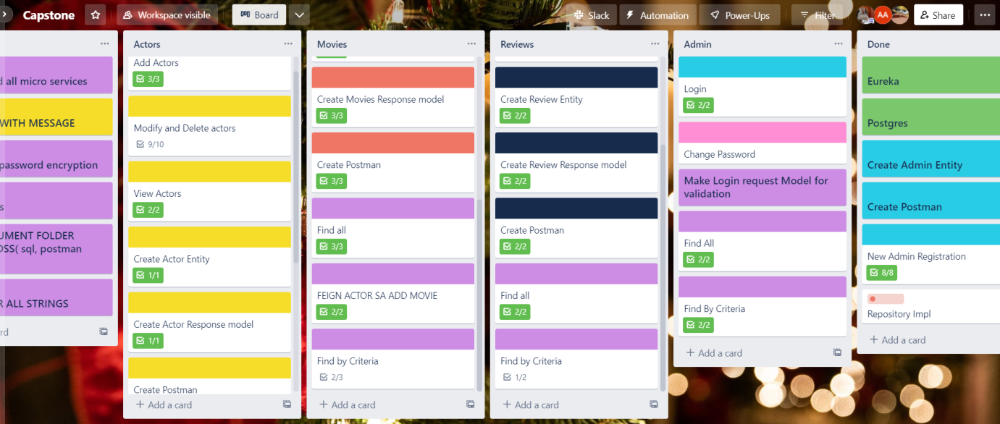 Capstone
Workspace visible
Board
Slack
Automation
Power-Ups
Filter
AA
Share
all micro services
WITH MESSAGE
password encryption
UMENT FOLDER
sql, postman
ALL STRINGS
Actors
Add Actors
3/3
Modify and Delete actors
9/10
View Actors
2/2
Create Actor Entity
1/1
Create Actor Response model
1/1
Create Postman
+ Add a card
Movies
Create Movies Response model
3/3
Create Postman
3/3
Find all
3/3
FEIGN ACTOR SA ADD MOVIE
2/2
Find by Criteria
2/3
+ Add a card
Reviews
Create Review Entity
2/2
Create Review Response model
2/2
Create Postman
2/2
Find all
2/2
Find by Criteria
1/2
+ Add a card
Admin
Login
2/2
Change Password
Make Login request Model for
validation
Find All
2/2
Find By Criteria
2/2
+ Add a card
Done
Eureka
Postgres
Create Admin Entity
Create Postman
New Admin Registration
8/8
Repository Impl
+ Add a card